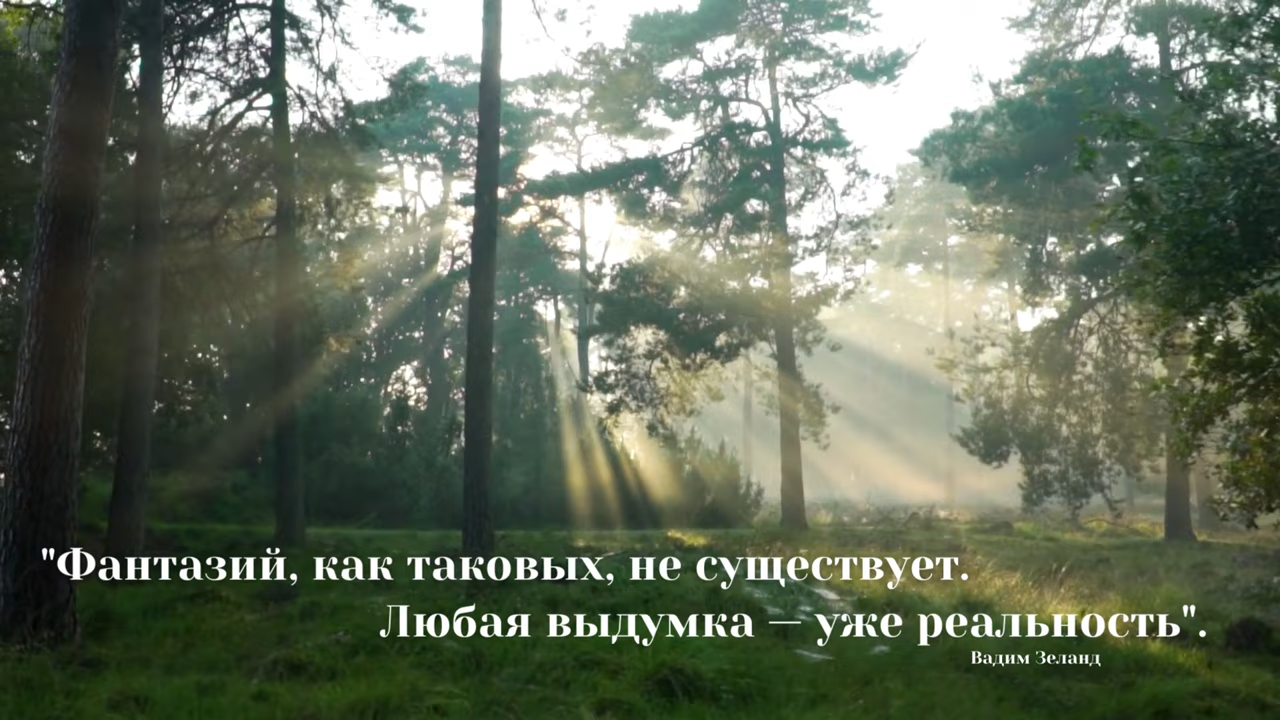 "Фантазий, как таковых, не существует.
Любая выдумка — уже реальность".
Вадим Зеланд